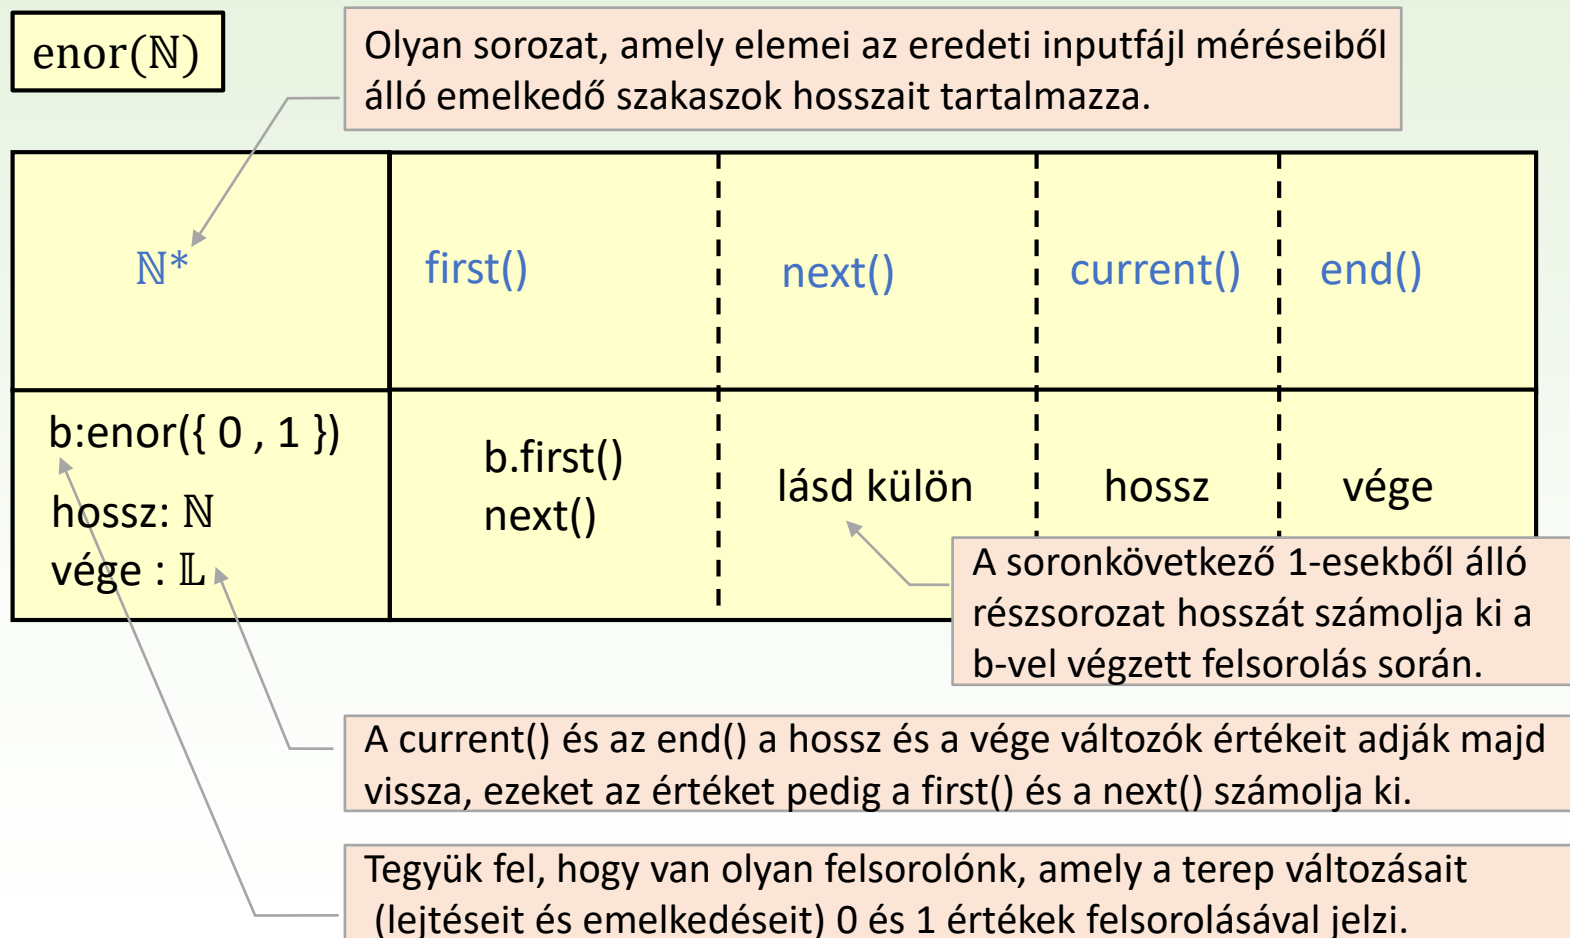 enor(ℕ)
Olyan sorozat, amely elemei az eredeti inputfájl méréseiből
álló emelkedő szakaszok hosszait tartalmazza.
ℕ*
first()
next()
current()
end()
b:enor({ 0 , 1 })
hossz: ℕ
vége : 𝕃
b.first()
next()
lásd külön
hossz
vége
A soronkövetkező 1-esekből álló
részsorozat hosszát számolja ki a
b-vel végzett felsorolás során.
A current() és az end() a hossz és a vége változók értékeit adják majd
vissza, ezeket az értéket pedig a first() és a next() számolja ki.
Tegyük fel, hogy van olyan felsorolónk, amely a terep változásait
(lejtéseit és emelkedéseit) 0 és 1 értékek felsorolásával jelzi.